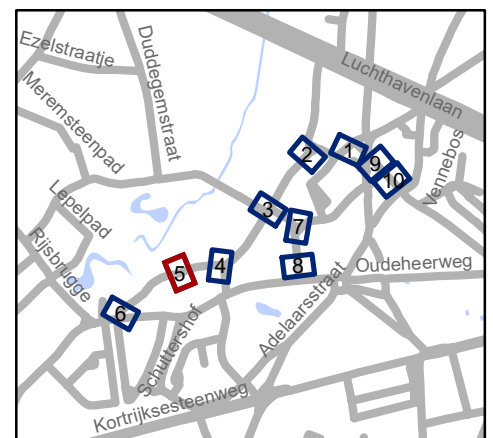 Ezelstraatje
Duddegemstraat
Luchthavenlaan
Meremsteenpad
1
2
9
10
Vennebos
Lepelpad
3
7
Rijsbrugge
4
8
5
Oudeheerweg
6
Adelaarsstraat
Schuttershof
Kortrijksesteenweg